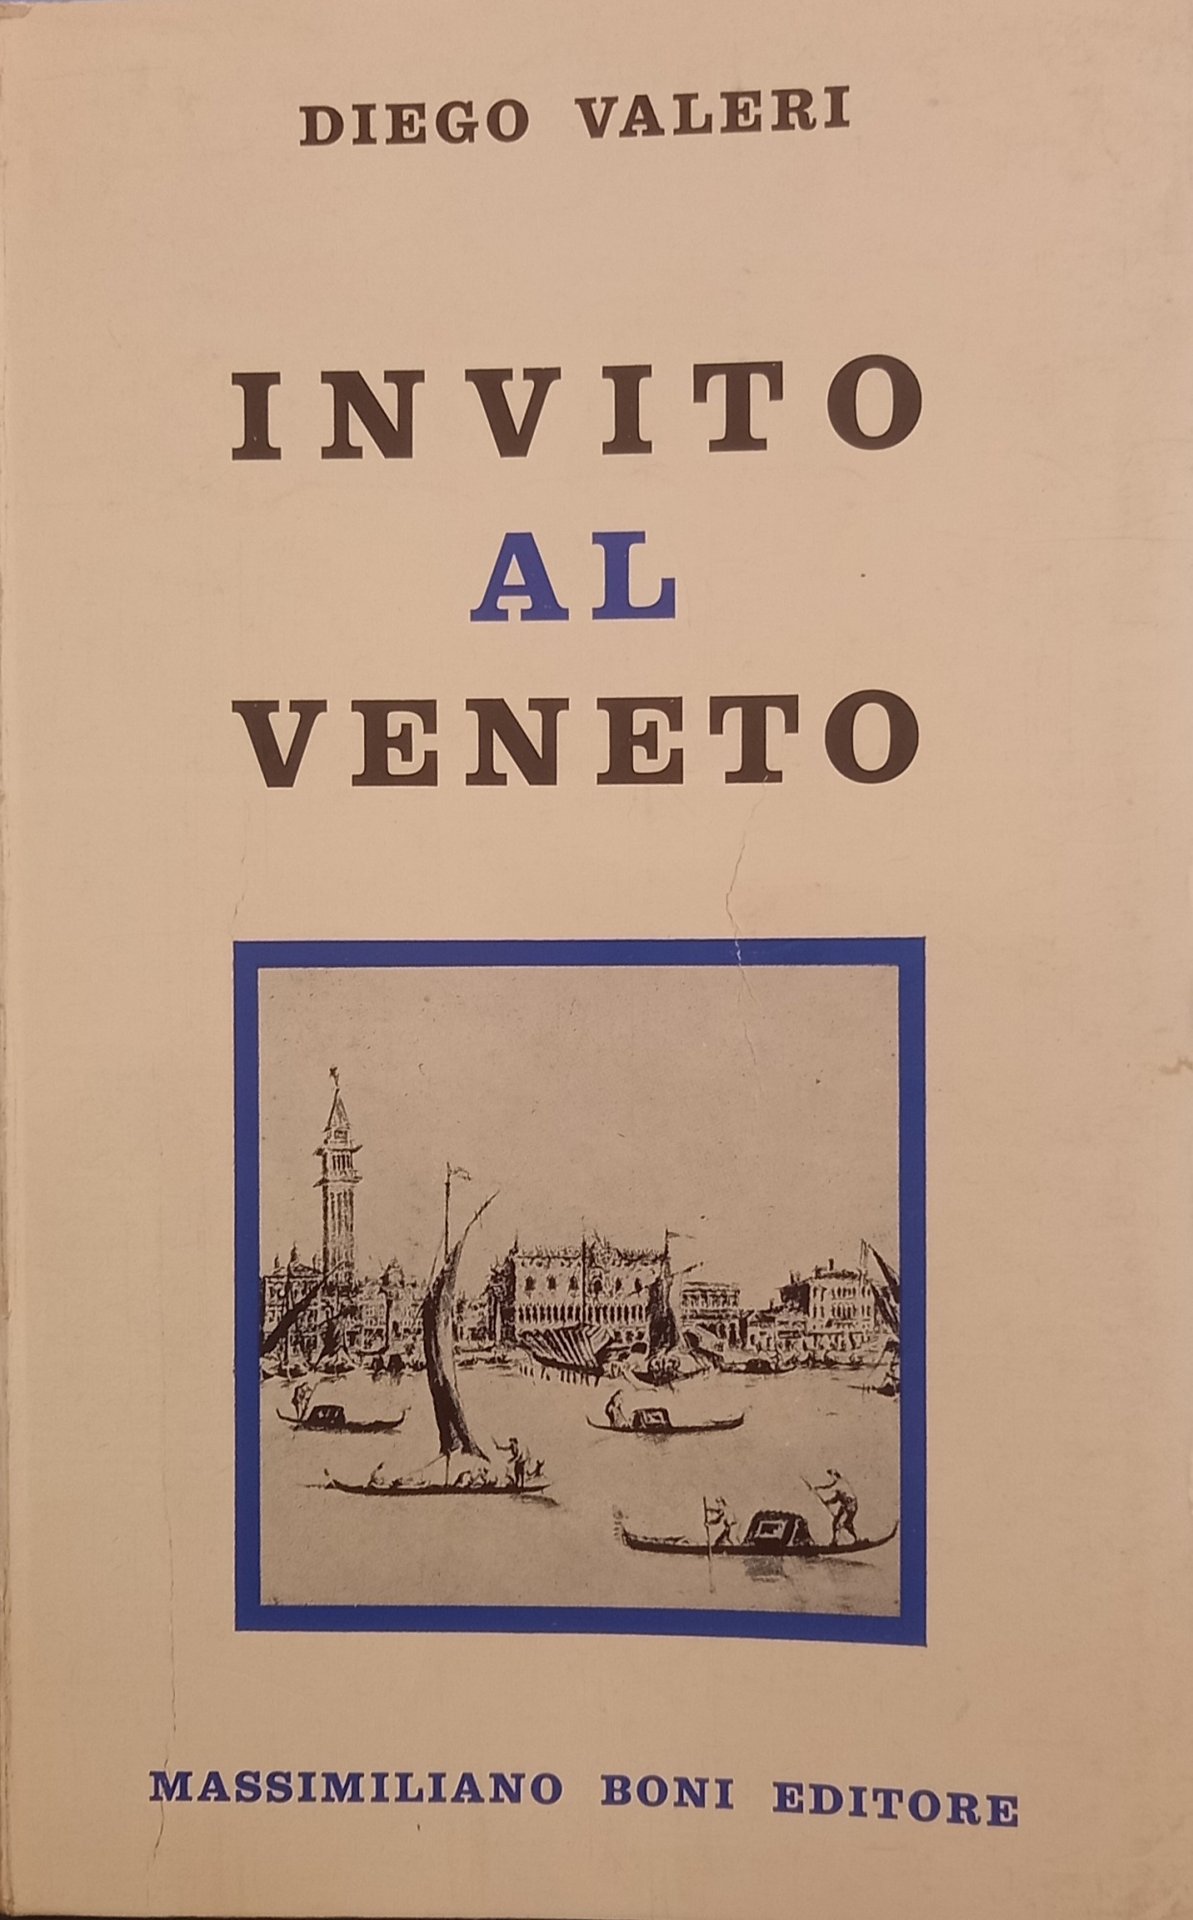 DIEGO VALERI
INVITO
AL
VENETO
MASSIMILIANO BONI EDITORE